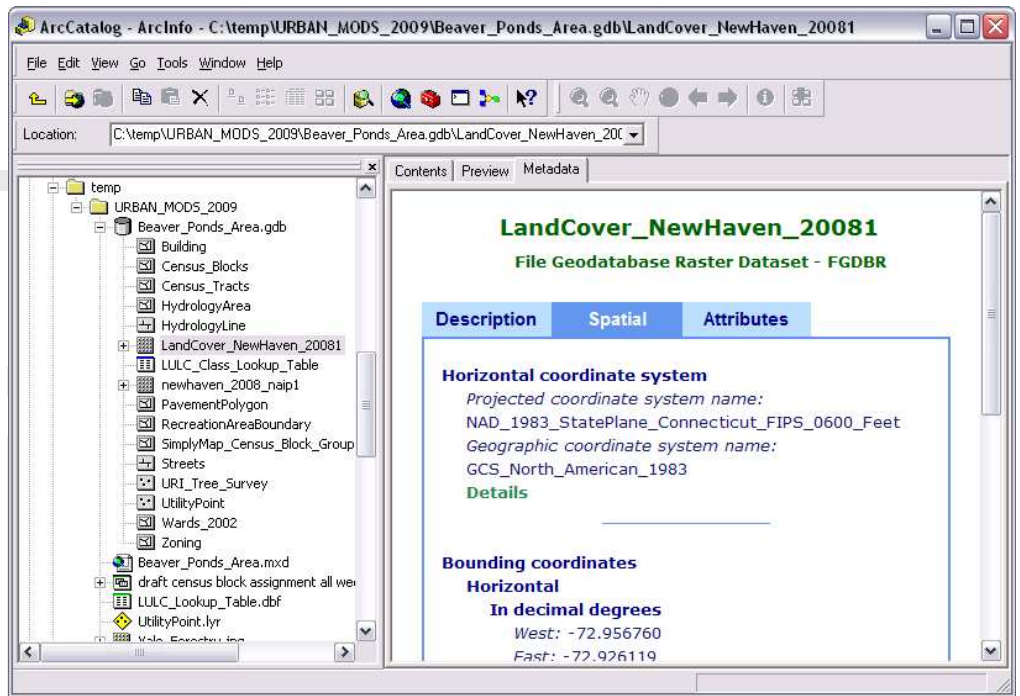 ArcCatalog - ArcInfo - C:\temp\URBAN_MODS_2009\Beaver_Ponds_Area.gdb\LandCover_NewHaven_20081
File Edit View Go Tools Window Help
Location: C:\temp\URBAN_MODS_2009\Beaver_Ponds_Area.gdb\LandCover_NewHaven_200
temp
URBAN_MODS_2009
Beaver_Ponds_Area.gdb
Building
Census_Blocks
Census_Tracts
HydrologyArea
HydrologyLine
LandCover_NewHaven_20081
LULC_Class_Lookup_Table
newhaven_2008_naip1
PavementPolygon
RecreationAreaBoundary
SimplyMap_Census_Block_Group
Streets
URI_Tree_Survey
UtilityPoint
Wards_2002
Zoning
Beaver_Ponds_Area.mxd
draft census block assignment all wee
LULC_Lookup_Table.dbf
UtilityPoint.lyr
Yale_Forestry.jpg
Contents Preview Metadata
LandCover_NewHaven_20081
File Geodatabase Raster Dataset - FGDBR
Description Spatial Attributes
Horizontal coordinate system
Projected coordinate system name:
NAD_1983_StatePlane_Connecticut_FIPS_0600_Feet
Geographic coordinate system name:
GCS_North_American_1983
Details
Bounding coordinates
Horizontal
In decimal degrees
West: -72.956760
East: -72.926119